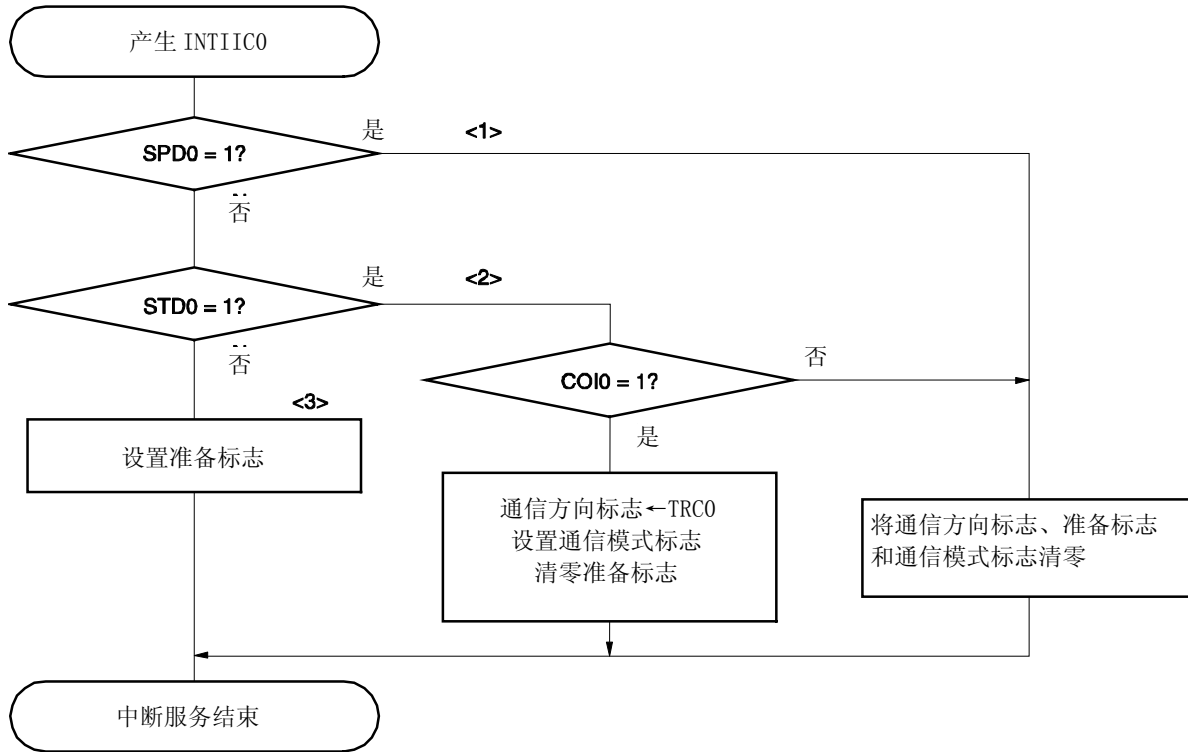 产生 INTIIC0
是
<1>
SPD0 = 1?
否
是
<2>
STD0 = 1?
否
否
COI0 = 1?
<3>
是
设置准备标志
通信方向标志←TRC0
设置通信模式标志
清零准备标志
将通信方向标志、准备标志
和通信模式标志清零
中断服务结束